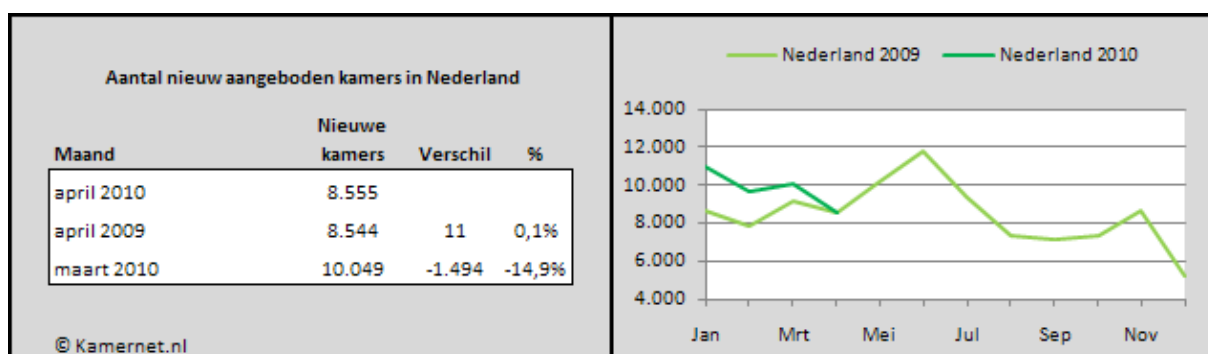 Aantal nieuw aangeboden kamers in Nederland
Nieuwe
Maand kamers Verschil %
april 2010 8.555
april 2009 8.544 11 0,1%
maart 2010 10.049 -1.494 -14,9%
© Kamernet.nl
Nederland 2009 Nederland 2010
14.000
12.000
10.000
8.000
6.000
4.000
Jan Mrt Mei Jul Sep Nov